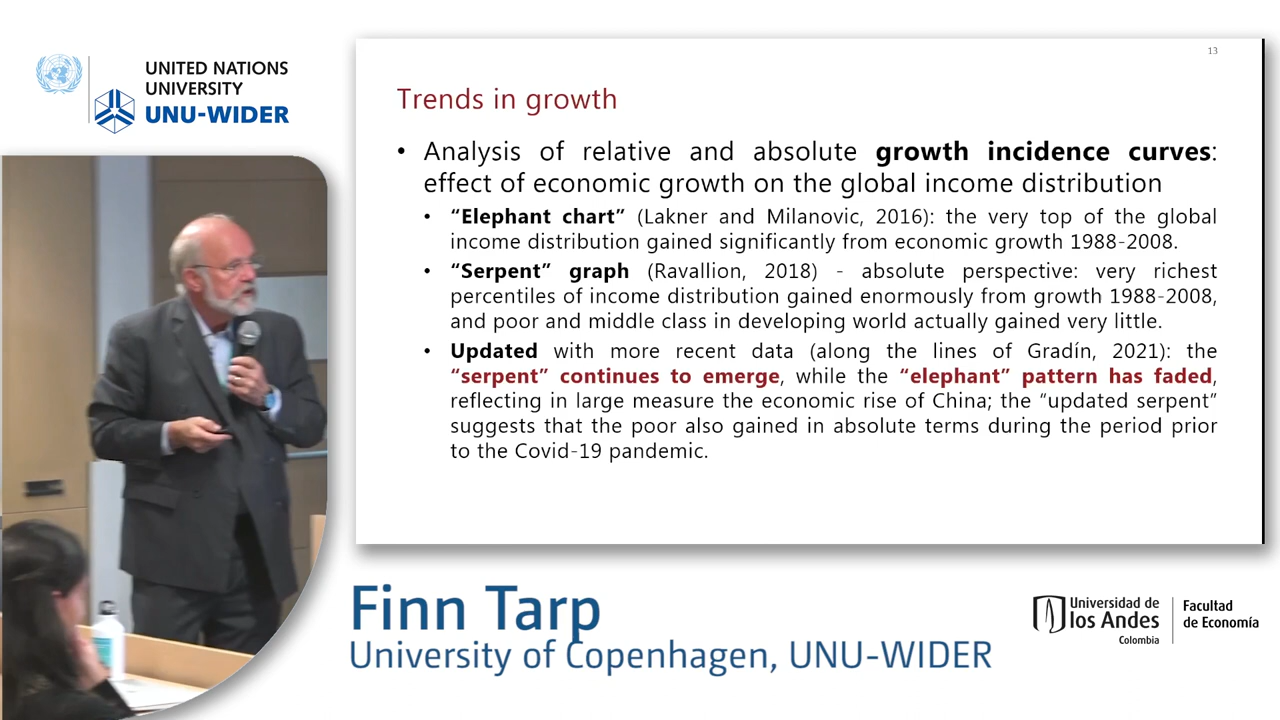 UNITED NATIONS
UNIVERSITY
UNU-WIDER
13
Trends in growth
• Analysis of relative and absolute growth incidence curves:
effect of economic growth on the global income distribution
• “Elephant chart” (Lakner and Milanovic, 2016): the very top of the global
income distribution gained significantly from economic growth 1988-2008.
• “Serpent” graph (Ravallion, 2018) - absolute perspective: very richest
percentiles of income distribution gained enormously from growth 1988-2008,
and poor and middle class in developing world actually gained very little.
• Updated with more recent data (along the lines of Gradín, 2021): the
“serpent” continues to emerge, while the “elephant” pattern has faded,
reflecting in large measure the economic rise of China; the “updated serpent”
suggests that the poor also gained in absolute terms during the period prior
to the Covid-19 pandemic.
Finn Tarp
University of Copenhagen, UNU-WIDER
Universidad de
los Andes
Colombia
Facultad
de Economía